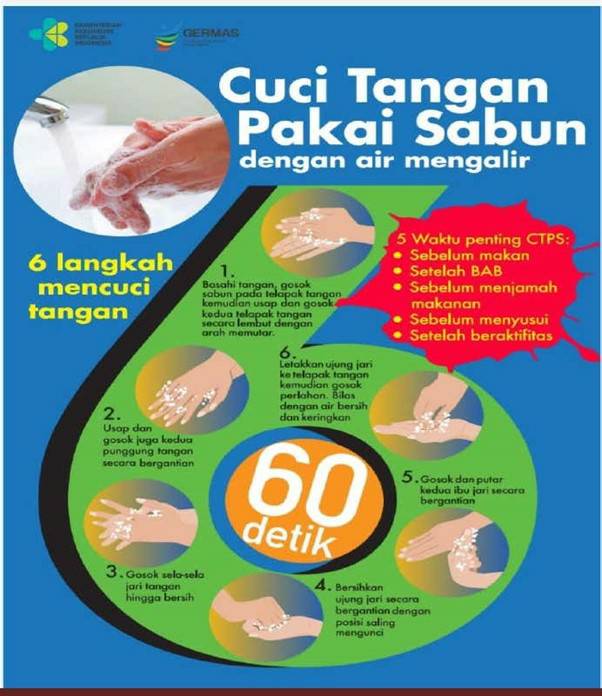 KEMENTERIAN
KESEHATAN
REPUBLIK
INDONESIA
GERMAS
Cuci Tangan
Pakai Sabun
dengan air mengalir
6 langkah
mencuci
tangan
5 Waktu penting CTPS:
• Sebelum makan
• Setelah BAB
• Sebelum menjamah
makanan
• Sebelum menyusui
• Setelah beraktifitas
1.
Basahi tangan, gosok
sabun pada telapak tangan
kemudian usap dan gosok
kedua telapak tangan
secara lembut dengan
arah memutar.
2.
Usap dan
gosok juga kedua
punggung tangan
secara bergantian
3. Gosok sela-sela
jari tangan
hingga bersih
4. Bersihkan
ujung jari secara
bergantian dengan
posisi saling
mengunci
5. Gosok dan putar
kedua ibu jari secara
bergantian
6.
Letakkan ujung jari
ke telapak tangan
kemudian gosok
perlahan. Bilas
dengan air bersih
dan keringkan
60
detik